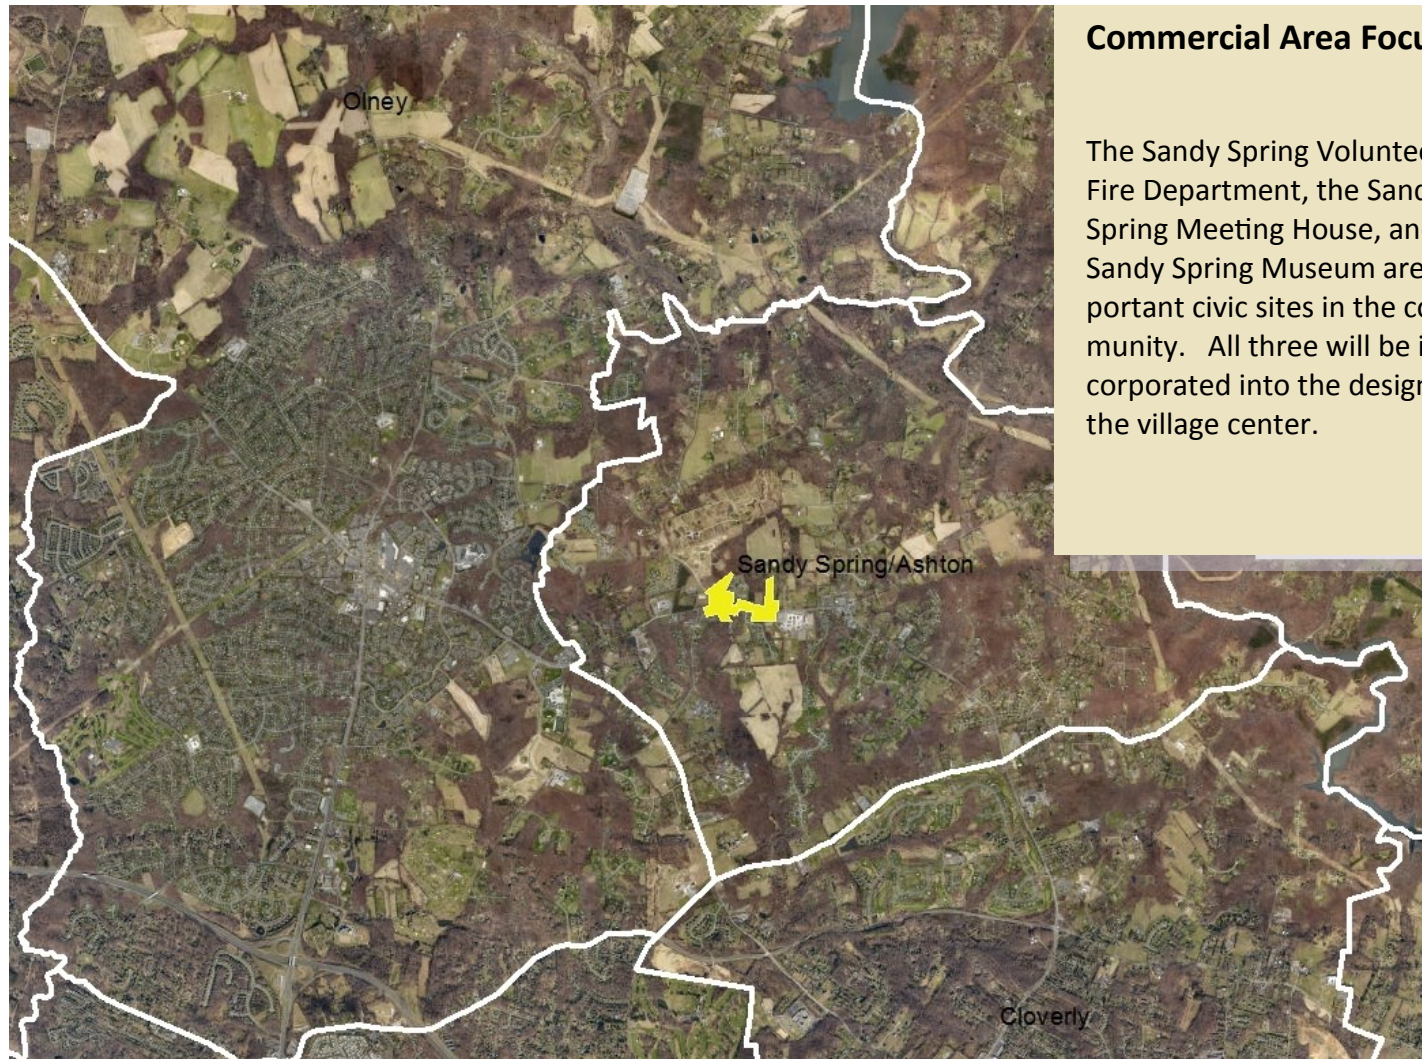 Commercial Area Focu
The Sandy Spring Voluntee
Fire Department, the Sand
Spring Meeting House, an
Sandy Spring Museum are
portant civic sites in the co
munity. All three will be i
corporated into the design
the village center.
Olney
Sandy Spring/Ashton
Cloverly